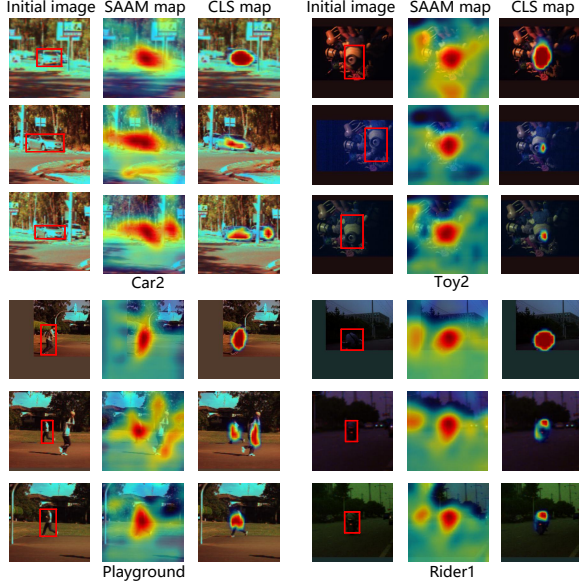 Initial image SAAM map CLS map Initial image SAAM map CLS map
Car2 Toy2
Playground Rider1